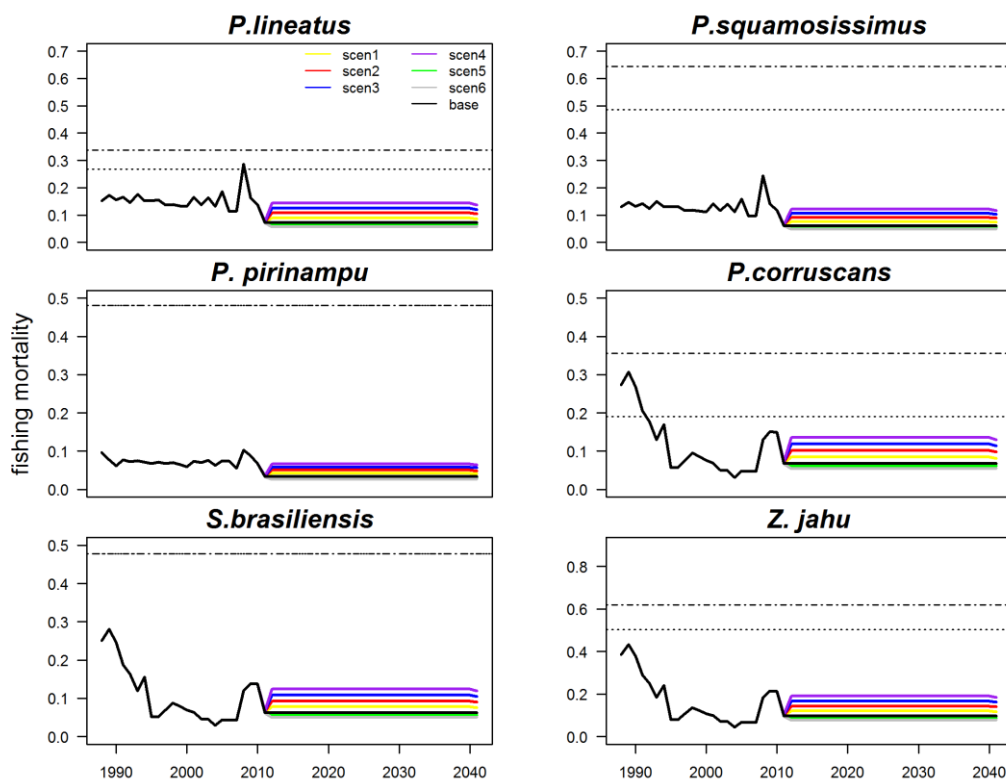 P.lineatus
P.squamosissimus
0.7
0.6
0.5
0.4
0.3
0.2
0.1
0.0
scen1
scen2
scen3
scen4
scen5
scen6
base
0.7
0.6
0.5
0.4
0.3
0.2
0.1
0.0
P. pirinampu
P.corruscans
fishing mortality
0.5
0.4
0.3
0.2
0.1
0.0
0.5
0.4
0.3
0.2
0.1
0.0
S.brasiliensis
Z. jahu
0.5
0.4
0.3
0.2
0.1
0.0
0.8
0.6
0.4
0.2
0.0
1990 2000 2010 2020 2030 2040
1990 2000 2010 2020 2030 2040